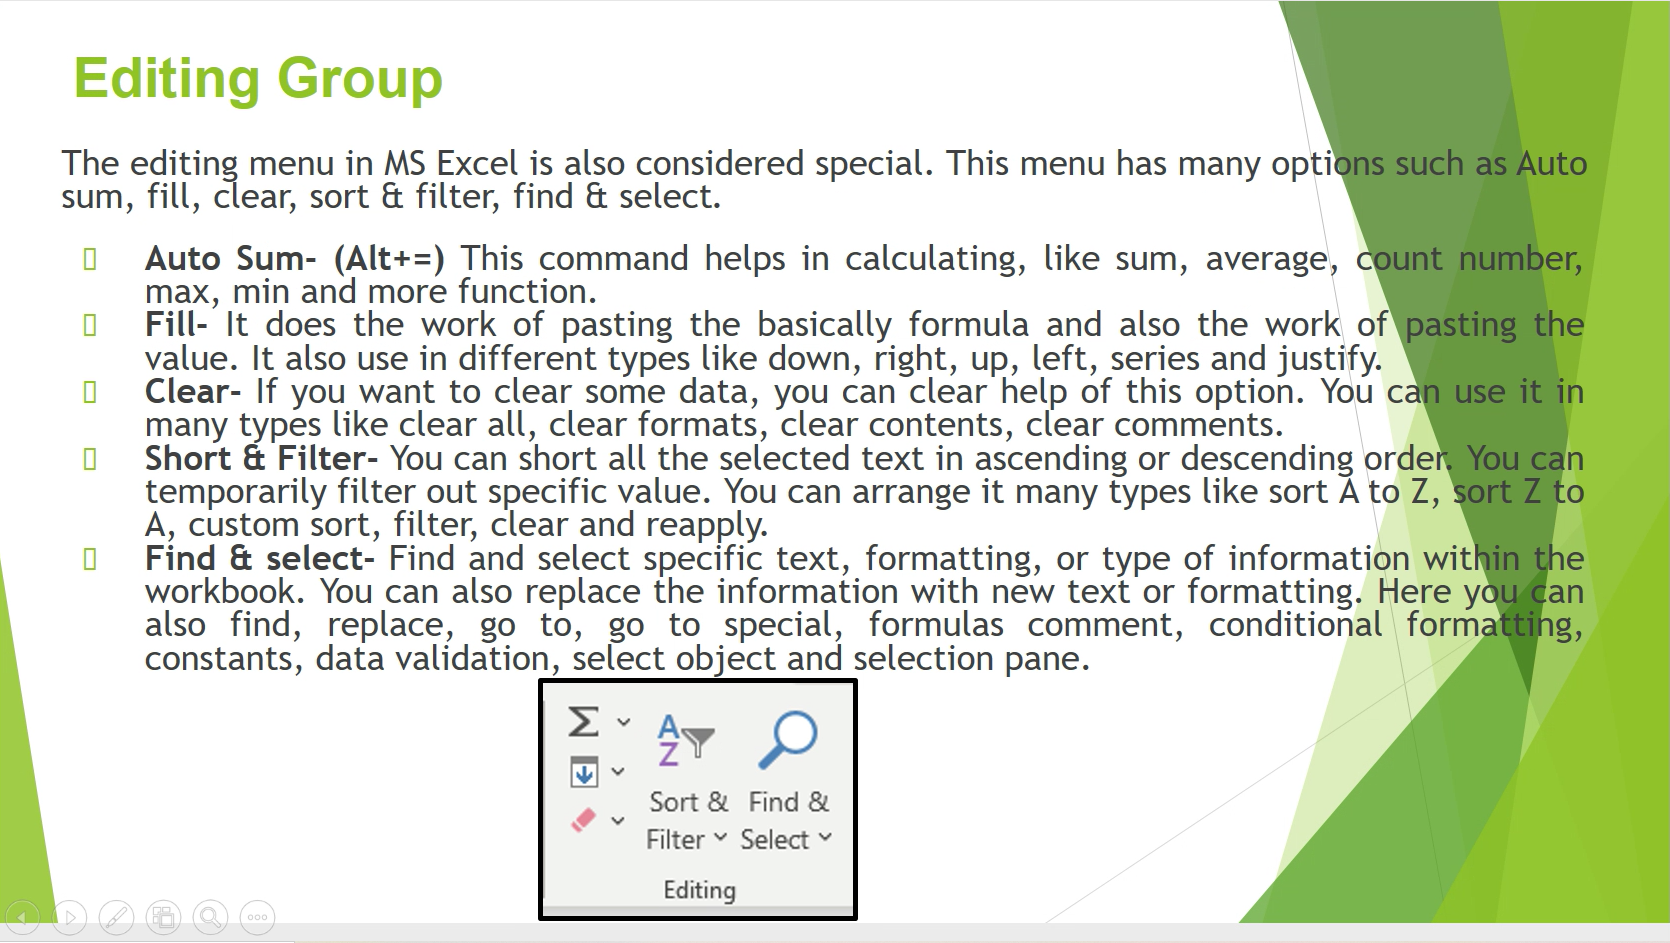 Editing Group
The editing menu in MS Excel is also considered special. This menu has many options such as Auto
sum, fill, clear, sort & filter, find & select.
Auto Sum- (Alt+=) This command helps in calculating, like sum, average, count number,
max, min and more function.
Fill- It does the work of pasting the basically formula and also the work of pasting the
value. It also use in different types like down, right, up, left, series and justify.
Clear- If you want to clear some data, you can clear help of this option. You can use it in
many types like clear all, clear formats, clear contents, clear comments.
Short & Filter- You can short all the selected text in ascending or descending order. You can
temporarily filter out specific value. You can arrange it many types like sort A to Z, sort Z to
A, custom sort, filter, clear and reapply.
Find & select- Find and select specific text, formatting, or type of information within the
workbook. You can also replace the information with new text or formatting. Here you can
also find, replace, go to, go to special, formulas comment, conditional formatting,
constants, data validation, select object and selection pane.
Σ
A
Z
Sort &
Filter
Find &
Select
Editing